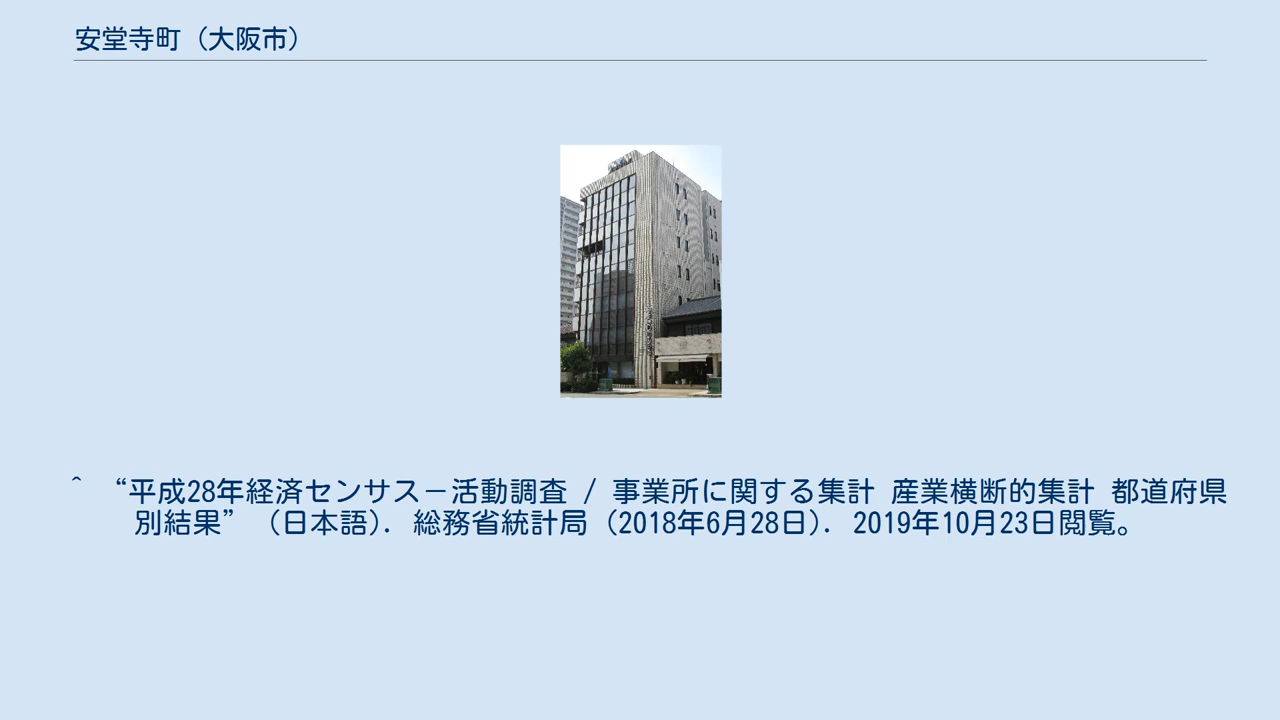 安堂寺町 (大阪市)
^ “平成28年経済センサス－活動調査 / 事業所に関する集計 産業横断的集計 都道府県
別結果” (日本語). 総務省統計局 (2018年6月28日). 2019年10月23日閲覧。